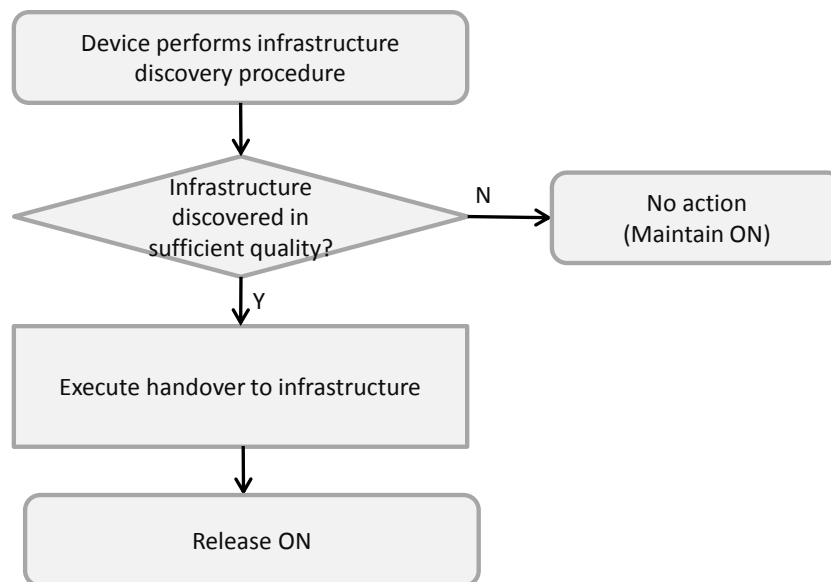 Device performs infrastructure
discovery procedure
Infrastructure
discovered in
sufficient quality?
N
No action
(Maintain ON)
Y
Execute handover to infrastructure
Release ON